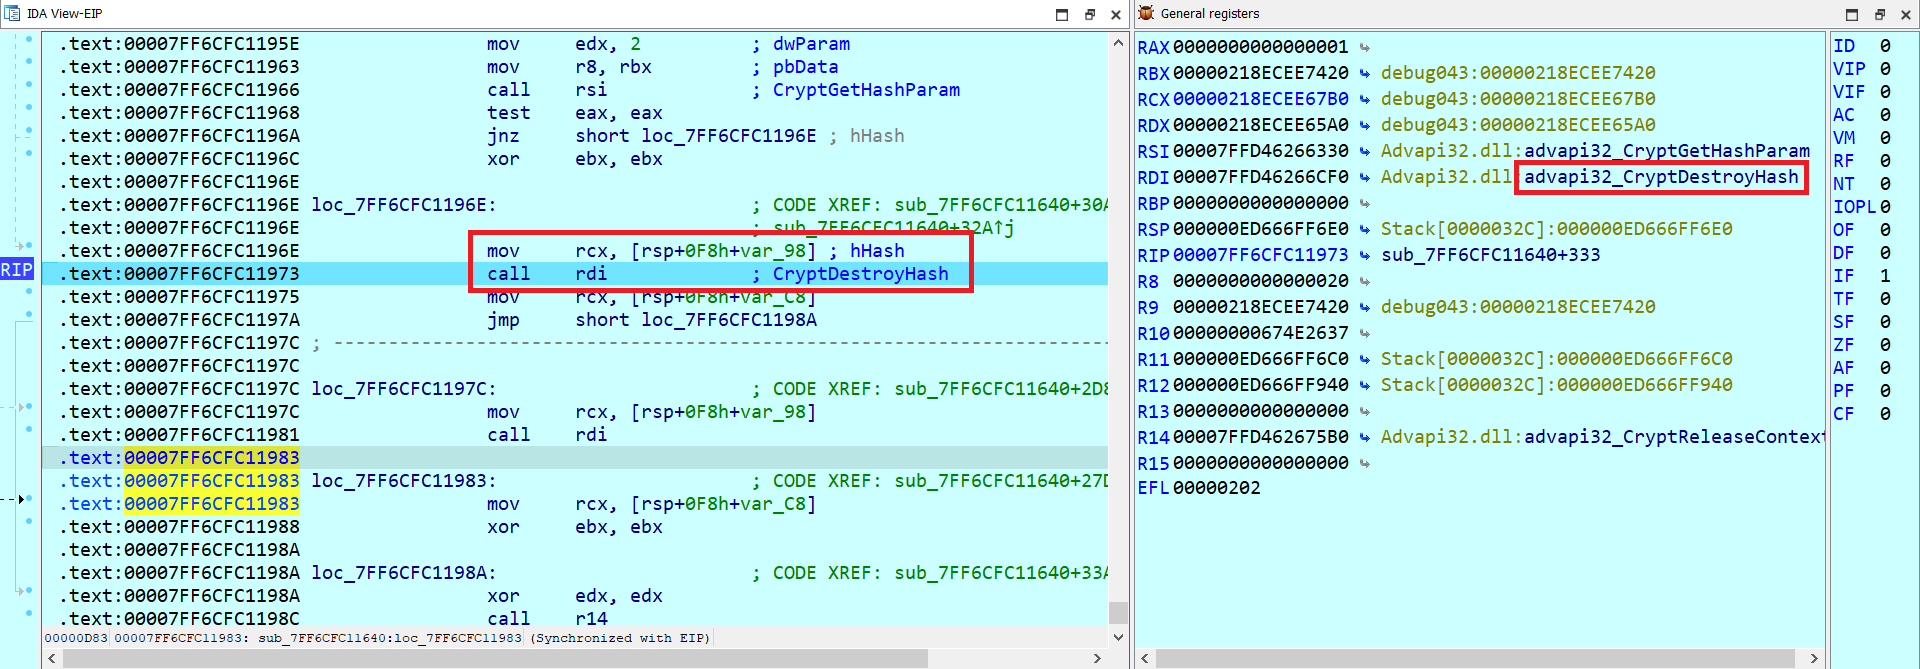 IDA View-EIP
.text:00007FF6CFC1195E mov edx, 2 ; dwParam
.text:00007FF6CFC11963 mov r8, rbx ; pbData
.text:00007FF6CFC11966 call rsi ; CryptGetHashParam
.text:00007FF6CFC11968 test eax, eax
.text:00007FF6CFC1196A jnz short loc_7FF6CFC1196E ; hHash
.text:00007FF6CFC1196C xor ebx, ebx
.text:00007FF6CFC1196E
.text:00007FF6CFC1196E loc_7FF6CFC1196E: ; CODE XREF: sub_7FF6CFC11640+30A
.text:00007FF6CFC1196E ; sub_7FF6CFC11640+32A↑j
.text:00007FF6CFC1196E mov rcx, [rsp+0F8h+var_98] ; hHash
RIP .text:00007FF6CFC11973 call rdi ; CryptDestroyHash
.text:00007FF6CFC11975 mov rcx, [rsp+0F8h+var_C8]
.text:00007FF6CFC1197A jmp short loc_7FF6CFC1198A
.text:00007FF6CFC1197C ; ---------------------------------------------------------------------------
.text:00007FF6CFC1197C
.text:00007FF6CFC1197C loc_7FF6CFC1197C: ; CODE XREF: sub_7FF6CFC11640+2D8
.text:00007FF6CFC1197C mov rcx, [rsp+0F8h+var_98]
.text:00007FF6CFC11981 call rdi
.text:00007FF6CFC11983
.text:00007FF6CFC11983 loc_7FF6CFC11983: ; CODE XREF: sub_7FF6CFC11640+27D
.text:00007FF6CFC11983 mov rcx, [rsp+0F8h+var_C8]
.text:00007FF6CFC11988 xor ebx, ebx
.text:00007FF6CFC1198A
.text:00007FF6CFC1198A loc_7FF6CFC1198A: ; CODE XREF: sub_7FF6CFC11640+33A
.text:00007FF6CFC1198A xor edx, edx
.text:00007FF6CFC1198C call r14
00000D83 00007FF6CFC11983: sub_7FF6CFC11640:loc_7FF6CFC11983 (Synchronized with EIP)
General registers
RAX 0000000000000001
RBX 00000218ECEE7420 debug043:00000218ECEE7420
RCX 00000218ECEE67B0 debug043:00000218ECEE67B0
RDX 00000218ECEE65A0 debug043:00000218ECEE65A0
RSI 00007FFD46266330 Advapi32.dll:advapi32_CryptGetHashParam
RDI 00007FFD46266CF0 Advapi32.dll:advapi32_CryptDestroyHash
RBP 0000000000000000
RSP 000000ED666FF6E0 Stack[0000032C]:000000ED666FF6E0
RIP 00007FF6CFC11973 sub_7FF6CFC11640+333
R8 0000000000000020
R9 00000218ECEE7420 debug043:00000218ECEE7420
R10 00000000674E2637
R11 000000ED666FF6C0 Stack[0000032C]:000000ED666FF6C0
R12 000000ED666FF940 Stack[0000032C]:000000ED666FF940
R13 0000000000000000
R14 00007FFD462675B0 Advapi32.dll:advapi32_CryptReleaseContext
R15 0000000000000000
EFL 00000202
ID 0
VIP 0
VIF 0
AC 0
VM 0
RF 0
NT 0
IOPL 0
OF 0
DF 0
IF 1
TF 0
SF 0
ZF 0
AF 0
PF 0
CF 0